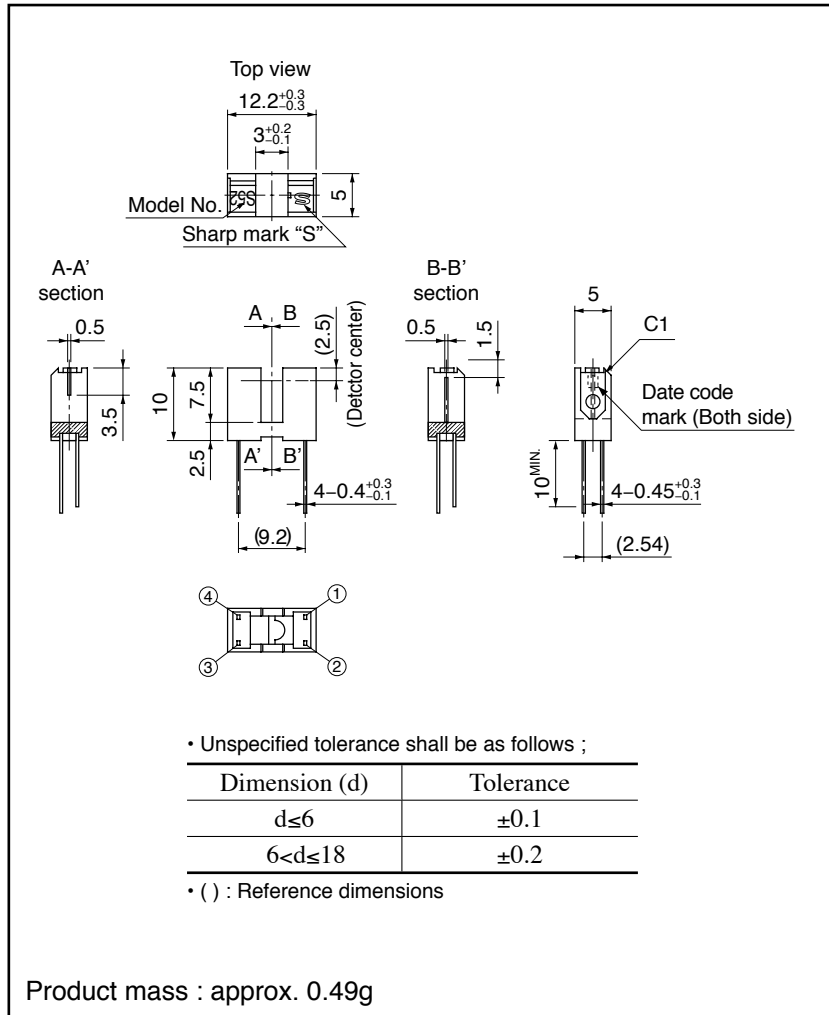 Top view
12.2+0.3−0.3
3+0.2−0.1
5
S52
S
Model No.
Sharp mark “S”
A-A’
section
0.5
3.5
A B
(2.5)
(Detctor center)
10
7.5
2.5
A’ B’
4−0.4+0.3−0.1
(9.2)
B-B’
section
0.5
1.5
5
C1
Date code
mark (Both side)
10MIN.
4−0.45+0.3−0.1
(2.54)
④ ①
③ ②
• Unspecified tolerance shall be as follows ;
Dimension (d) Tolerance
d≤6 ±0.1
6<d≤18 ±0.2
• ( ) : Reference dimensions
Product mass : approx. 0.49g